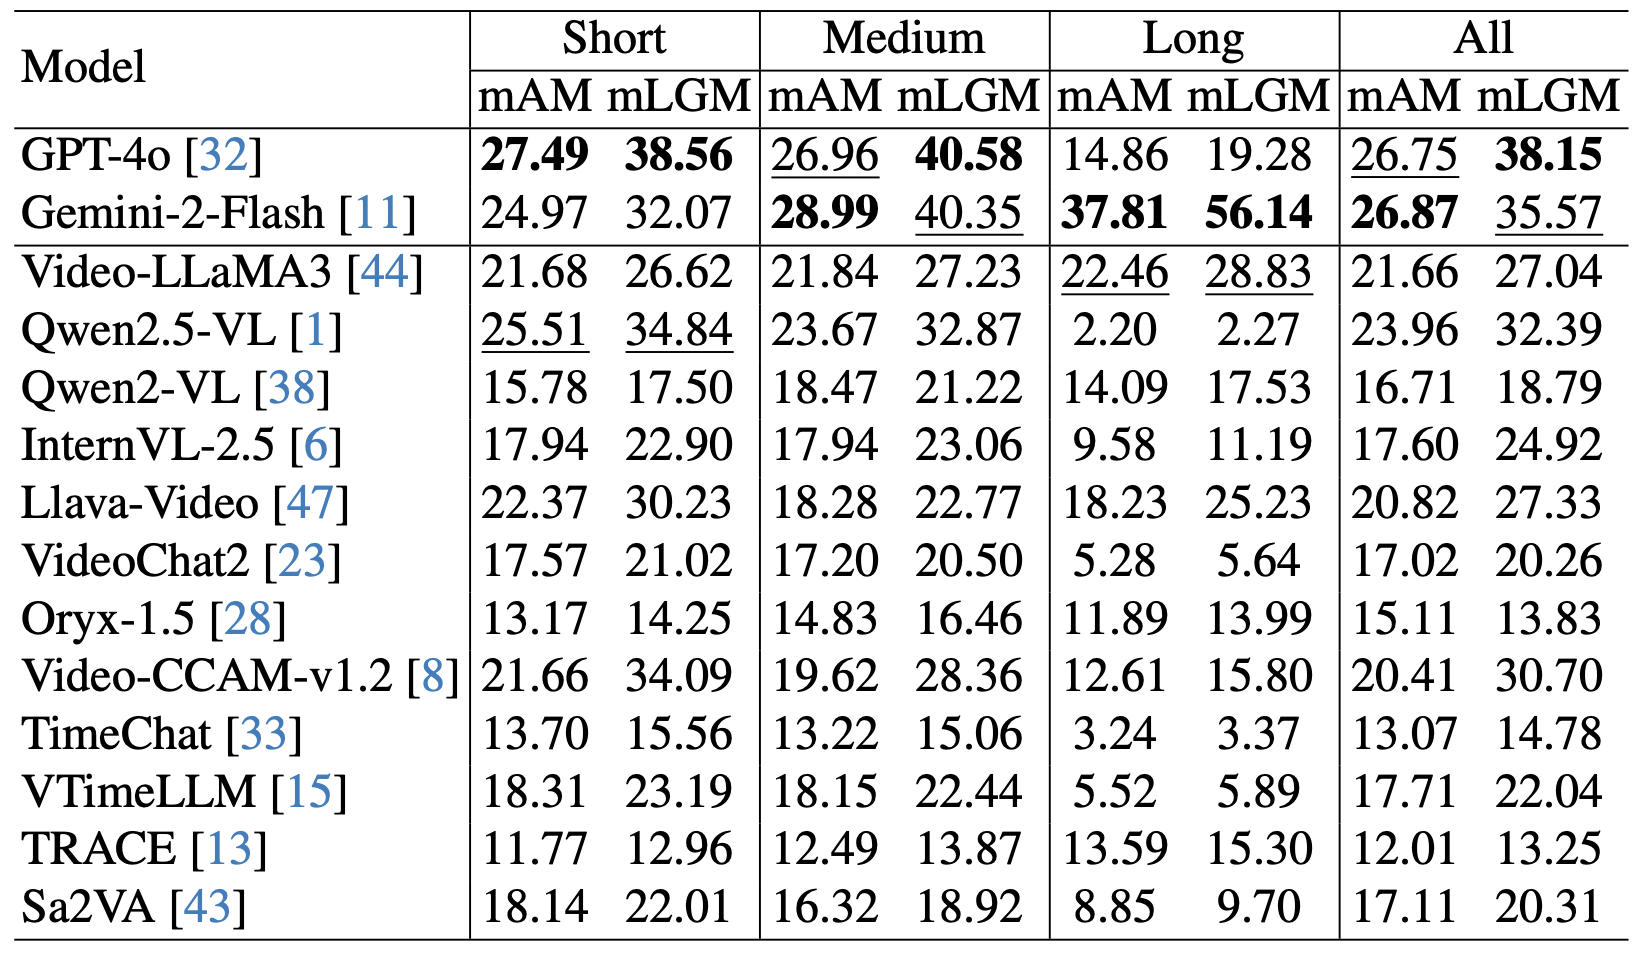 Model Short Medium Long All
mAM mLGM mAM mLGM mAM mLGM mAM mLGM
GPT-4o [32] 27.49 38.56 26.96 40.58 14.86 19.28 26.75 38.15
Gemini-2-Flash [11] 24.97 32.07 28.99 40.35 37.81 56.14 26.87 35.57
Video-LLaMA3 [44] 21.68 26.62 21.84 27.23 22.46 28.83 21.66 27.04
Qwen2.5-VL [1] 25.51 34.84 23.67 32.87 2.20 2.27 23.96 32.39
Qwen2-VL [38] 15.78 17.50 18.47 21.22 14.09 17.53 16.71 18.79
InternVL-2.5 [6] 17.94 22.90 17.94 23.06 9.58 11.19 17.60 24.92
Llava-Video [47] 22.37 30.23 18.28 22.77 18.23 25.23 20.82 27.33
VideoChat2 [23] 17.57 21.02 17.20 20.50 5.28 5.64 17.02 20.26
Oryx-1.5 [28] 13.17 14.25 14.83 16.46 11.89 13.99 15.11 13.83
Video-CCAM-v1.2 [8] 21.66 34.09 19.62 28.36 12.61 15.80 20.41 30.70
TimeChat [33] 13.70 15.56 13.22 15.06 3.24 3.37 13.07 14.78
VTimeLLM [15] 18.31 23.19 18.15 22.44 5.52 5.89 17.71 22.04
TRACE [13] 11.77 12.96 12.49 13.87 13.59 15.30 12.01 13.25
Sa2VA [43] 18.14 22.01 16.32 18.92 8.85 9.70 17.11 20.31